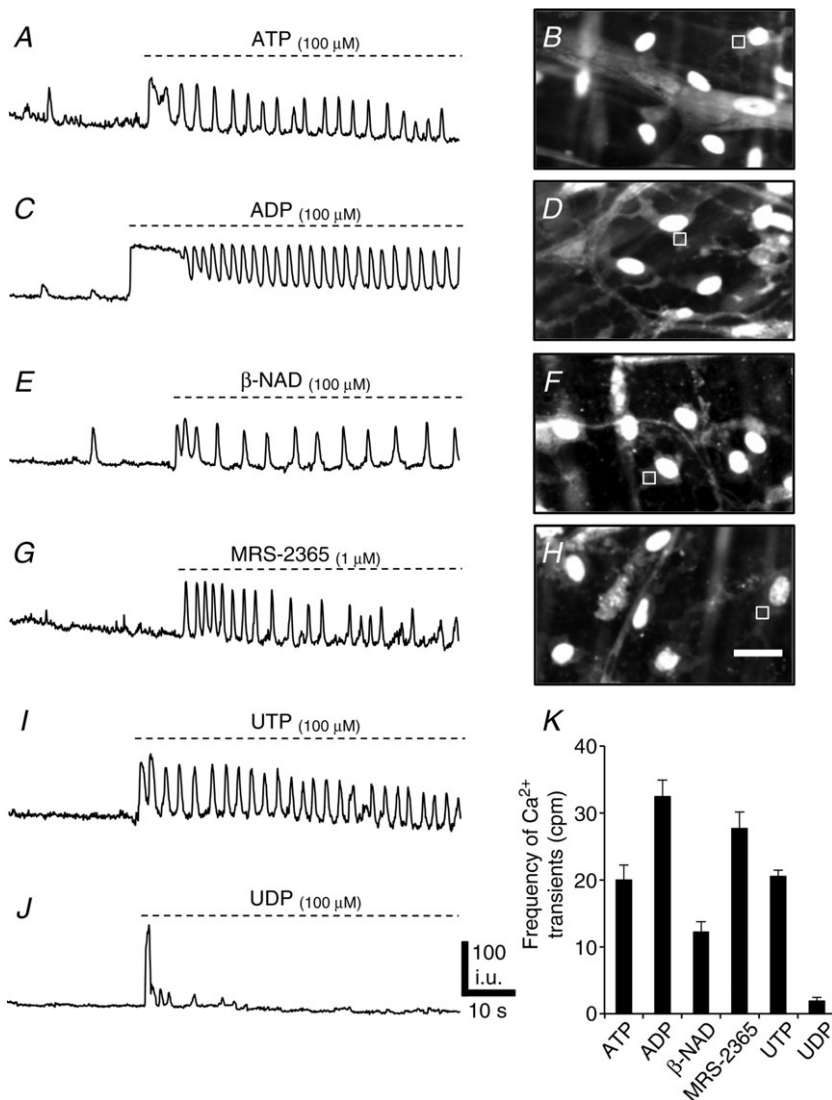 A
ATP (100 μM)
B
C
ADP (100 μM)
D
E
β-NAD (100 μM)
F
G
MRS-2365 (1 μM)
H
I
UTP (100 μM)
J
UDP (100 μM)
100
i.u.
10 s
K
Frequency of Ca²⁺
transients (cpm)
40
30
20
10
0
ATP
ADP
β-NAD
MRS-2365
UTP
UDP